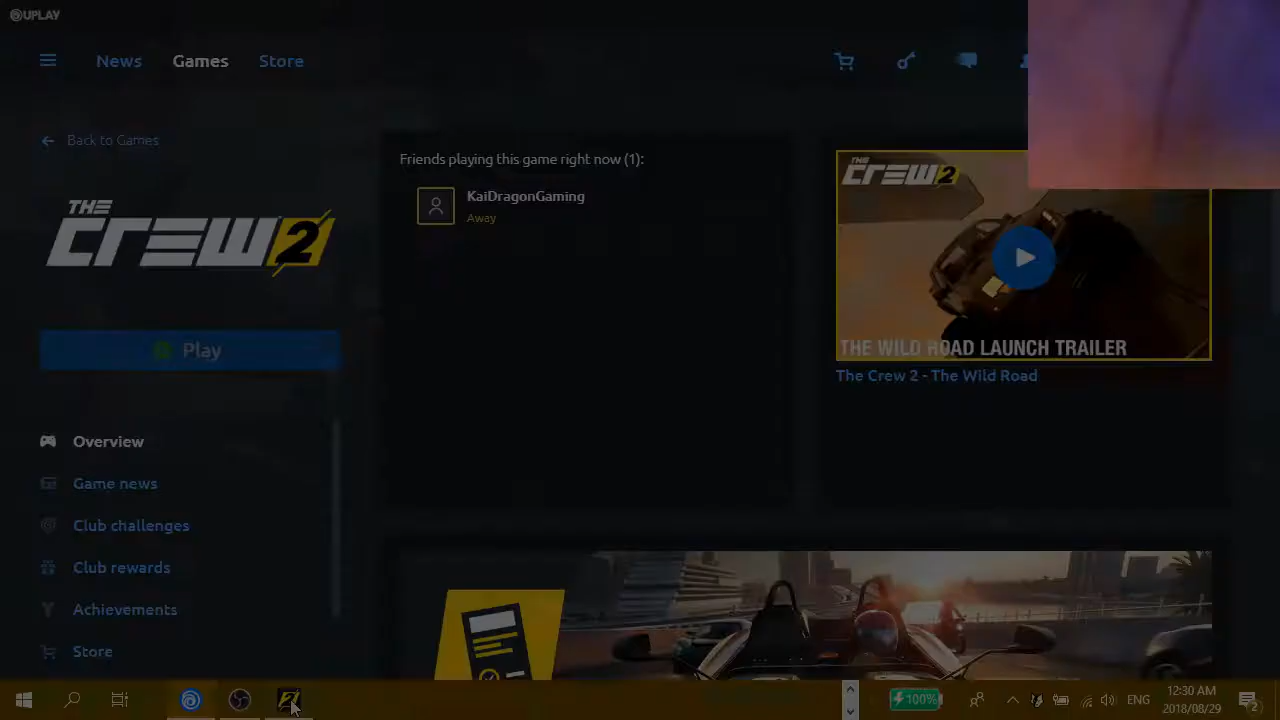 UPLAY
News
Games
Store
Back to Games
THE
CREW 2
Play
Overview
Game news
Club challenges
Club rewards
Achievements
Store
Friends playing this game right now (1):
KaiDragonGaming
Away
THE
CREW 2
THE WILD ROAD LAUNCH TRAILER
The Crew 2 - The Wild Road
2
100%
ENG
12:30 AM
2018/08/29
2